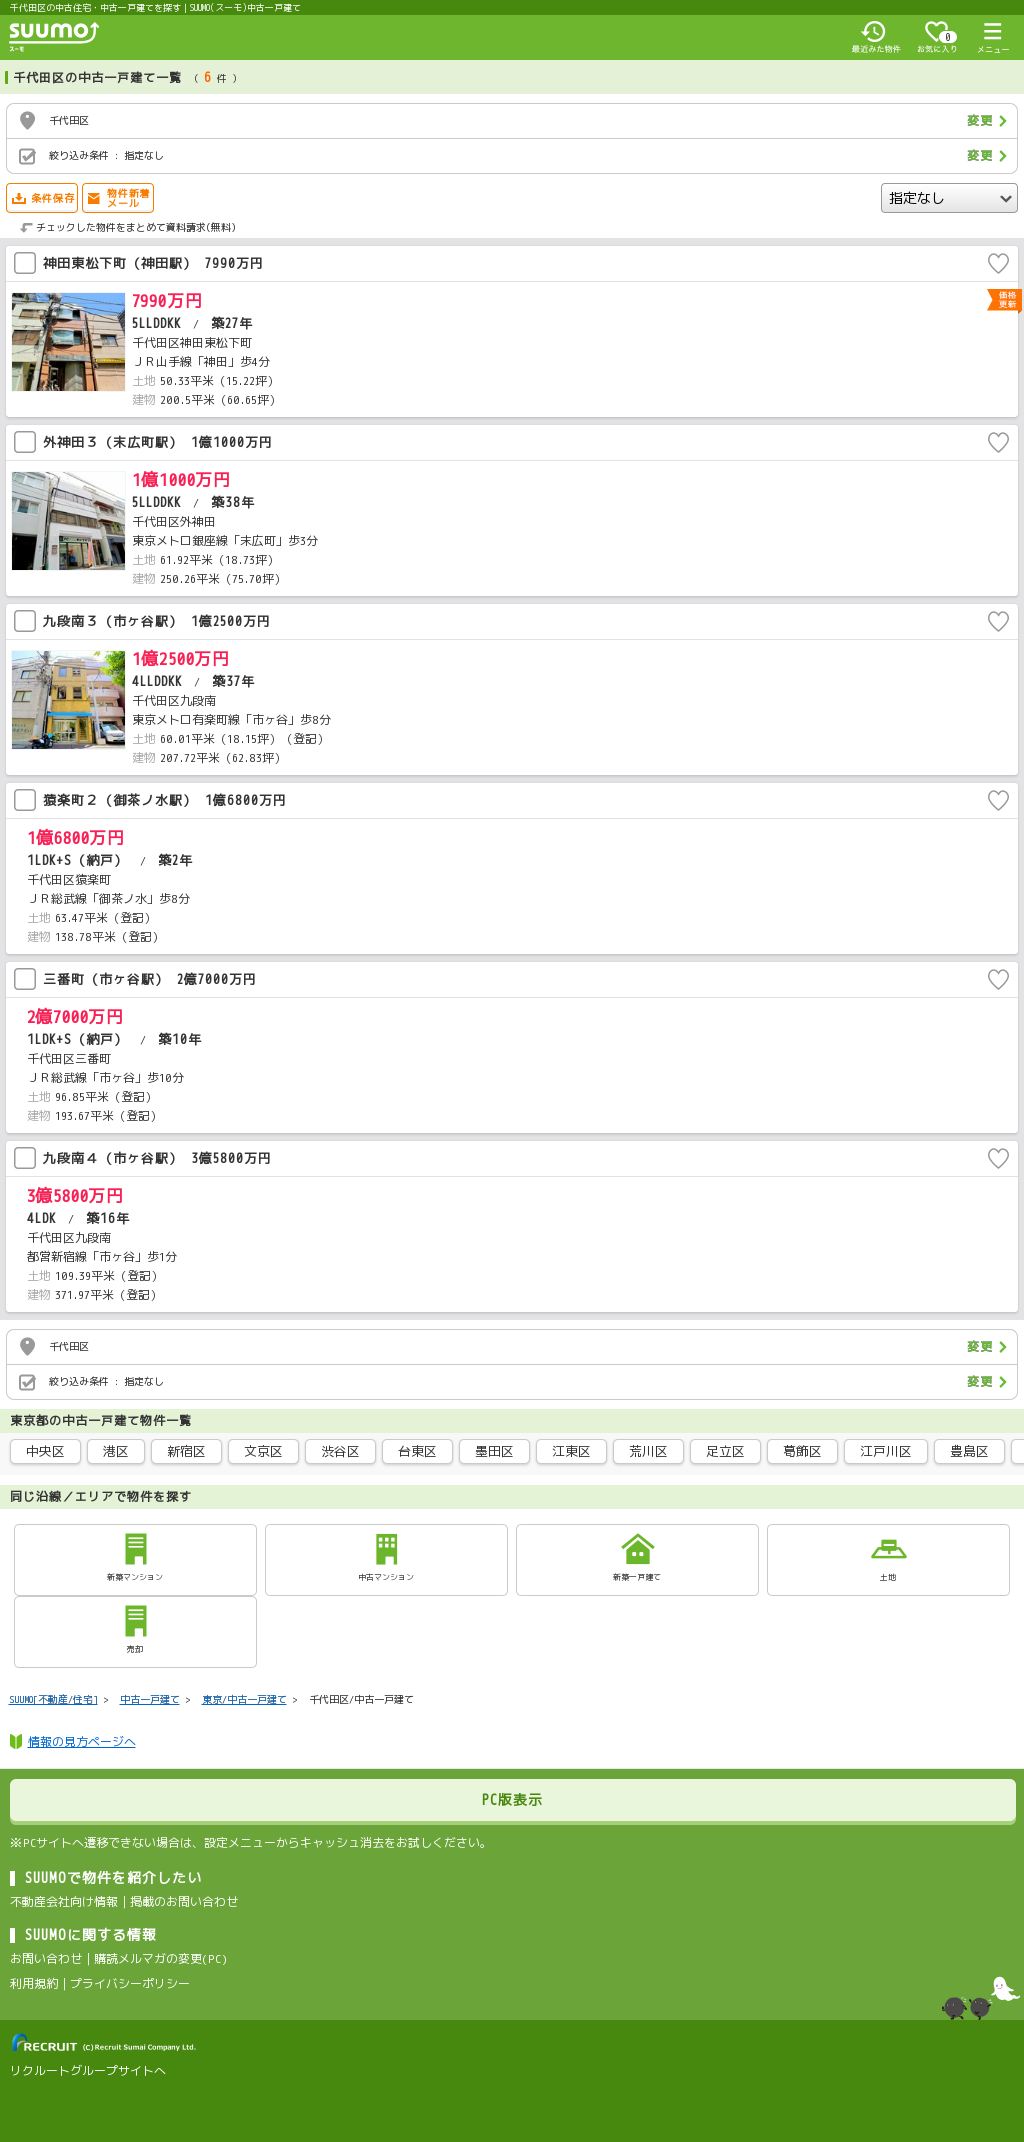 千代田区の中古住宅・中古一戸建てを探す | SUUMO(スーモ)中古一戸建て
suumo
スーモ
最近みた物件
0
お気に入り
メニュー
千代田区の中古一戸建て一覧 （ 6 件 ）
千代田区 変更
絞り込み条件 : 指定なし 変更
条件保存
物件新着
メール
指定なし
チェックした物件をまとめて資料請求(無料)
神田東松下町（神田駅） 7990万円
価格
更新
7990万円
5LLDDKK / 築27年
千代田区神田東松下町
ＪＲ山手線「神田」歩4分
土地 50.33平米（15.22坪）
建物 200.5平米（60.65坪）
外神田３（末広町駅） 1億1000万円
1億1000万円
5LLDDKK / 築38年
千代田区外神田
東京メトロ銀座線「末広町」歩3分
土地 61.92平米（18.73坪）
建物 250.26平米（75.70坪）
九段南３（市ヶ谷駅） 1億2500万円
1億2500万円
4LLDDKK / 築37年
千代田区九段南
東京メトロ有楽町線「市ヶ谷」歩8分
土地 60.01平米（18.15坪）（登記）
建物 207.72平米（62.83坪）
猿楽町２（御茶ノ水駅） 1億6800万円
1億6800万円
1LDK+S（納戸） / 築2年
千代田区猿楽町
ＪＲ総武線「御茶ノ水」歩8分
土地 63.47平米（登記）
建物 138.78平米（登記）
三番町（市ヶ谷駅） 2億7000万円
2億7000万円
1LDK+S（納戸） / 築10年
千代田区三番町
ＪＲ総武線「市ヶ谷」歩10分
土地 96.85平米（登記）
建物 193.67平米（登記）
九段南４（市ヶ谷駅） 3億5800万円
3億5800万円
4LDK / 築16年
千代田区九段南
都営新宿線「市ヶ谷」歩1分
土地 109.39平米（登記）
建物 371.97平米（登記）
千代田区 変更
絞り込み条件 : 指定なし 変更
東京都の中古一戸建て物件一覧
中央区 港区 新宿区 文京区 渋谷区 台東区 墨田区 江東区 荒川区 足立区 葛飾区 江戸川区 豊島区
同じ沿線／エリアで物件を探す
新築マンション 中古マンション 新築一戸建て 土地
売却
SUUMO[不動産/住宅] > 中古一戸建て > 東京/中古一戸建て > 千代田区/中古一戸建て
情報の見方ページへ
PC版表示
※PCサイトへ遷移できない場合は、設定メニューからキャッシュ消去をお試しください。
SUUMOで物件を紹介したい
不動産会社向け情報 | 掲載のお問い合わせ
SUUMOに関する情報
お問い合わせ | 購読メルマガの変更(PC)
利用規約 | プライバシーポリシー
RECRUIT (C)Recruit Sumai Company Ltd.
リクルートグループサイトへ